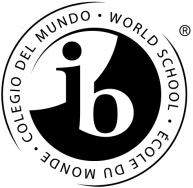 COLEGIO DEL MUNDO • WORLD SCHOOL • ÉCOLE DU MONDE •
®
ib